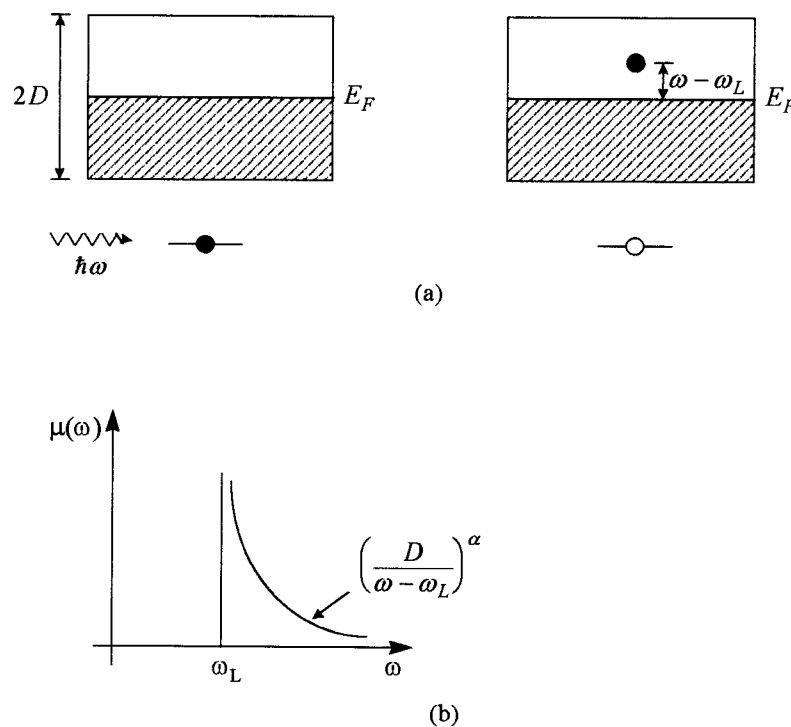 2D
E_F
ω − ω_L
E_F
ħω
(a)
μ(ω)
(D / (ω − ω_L))^α
ω_L
ω
(b)